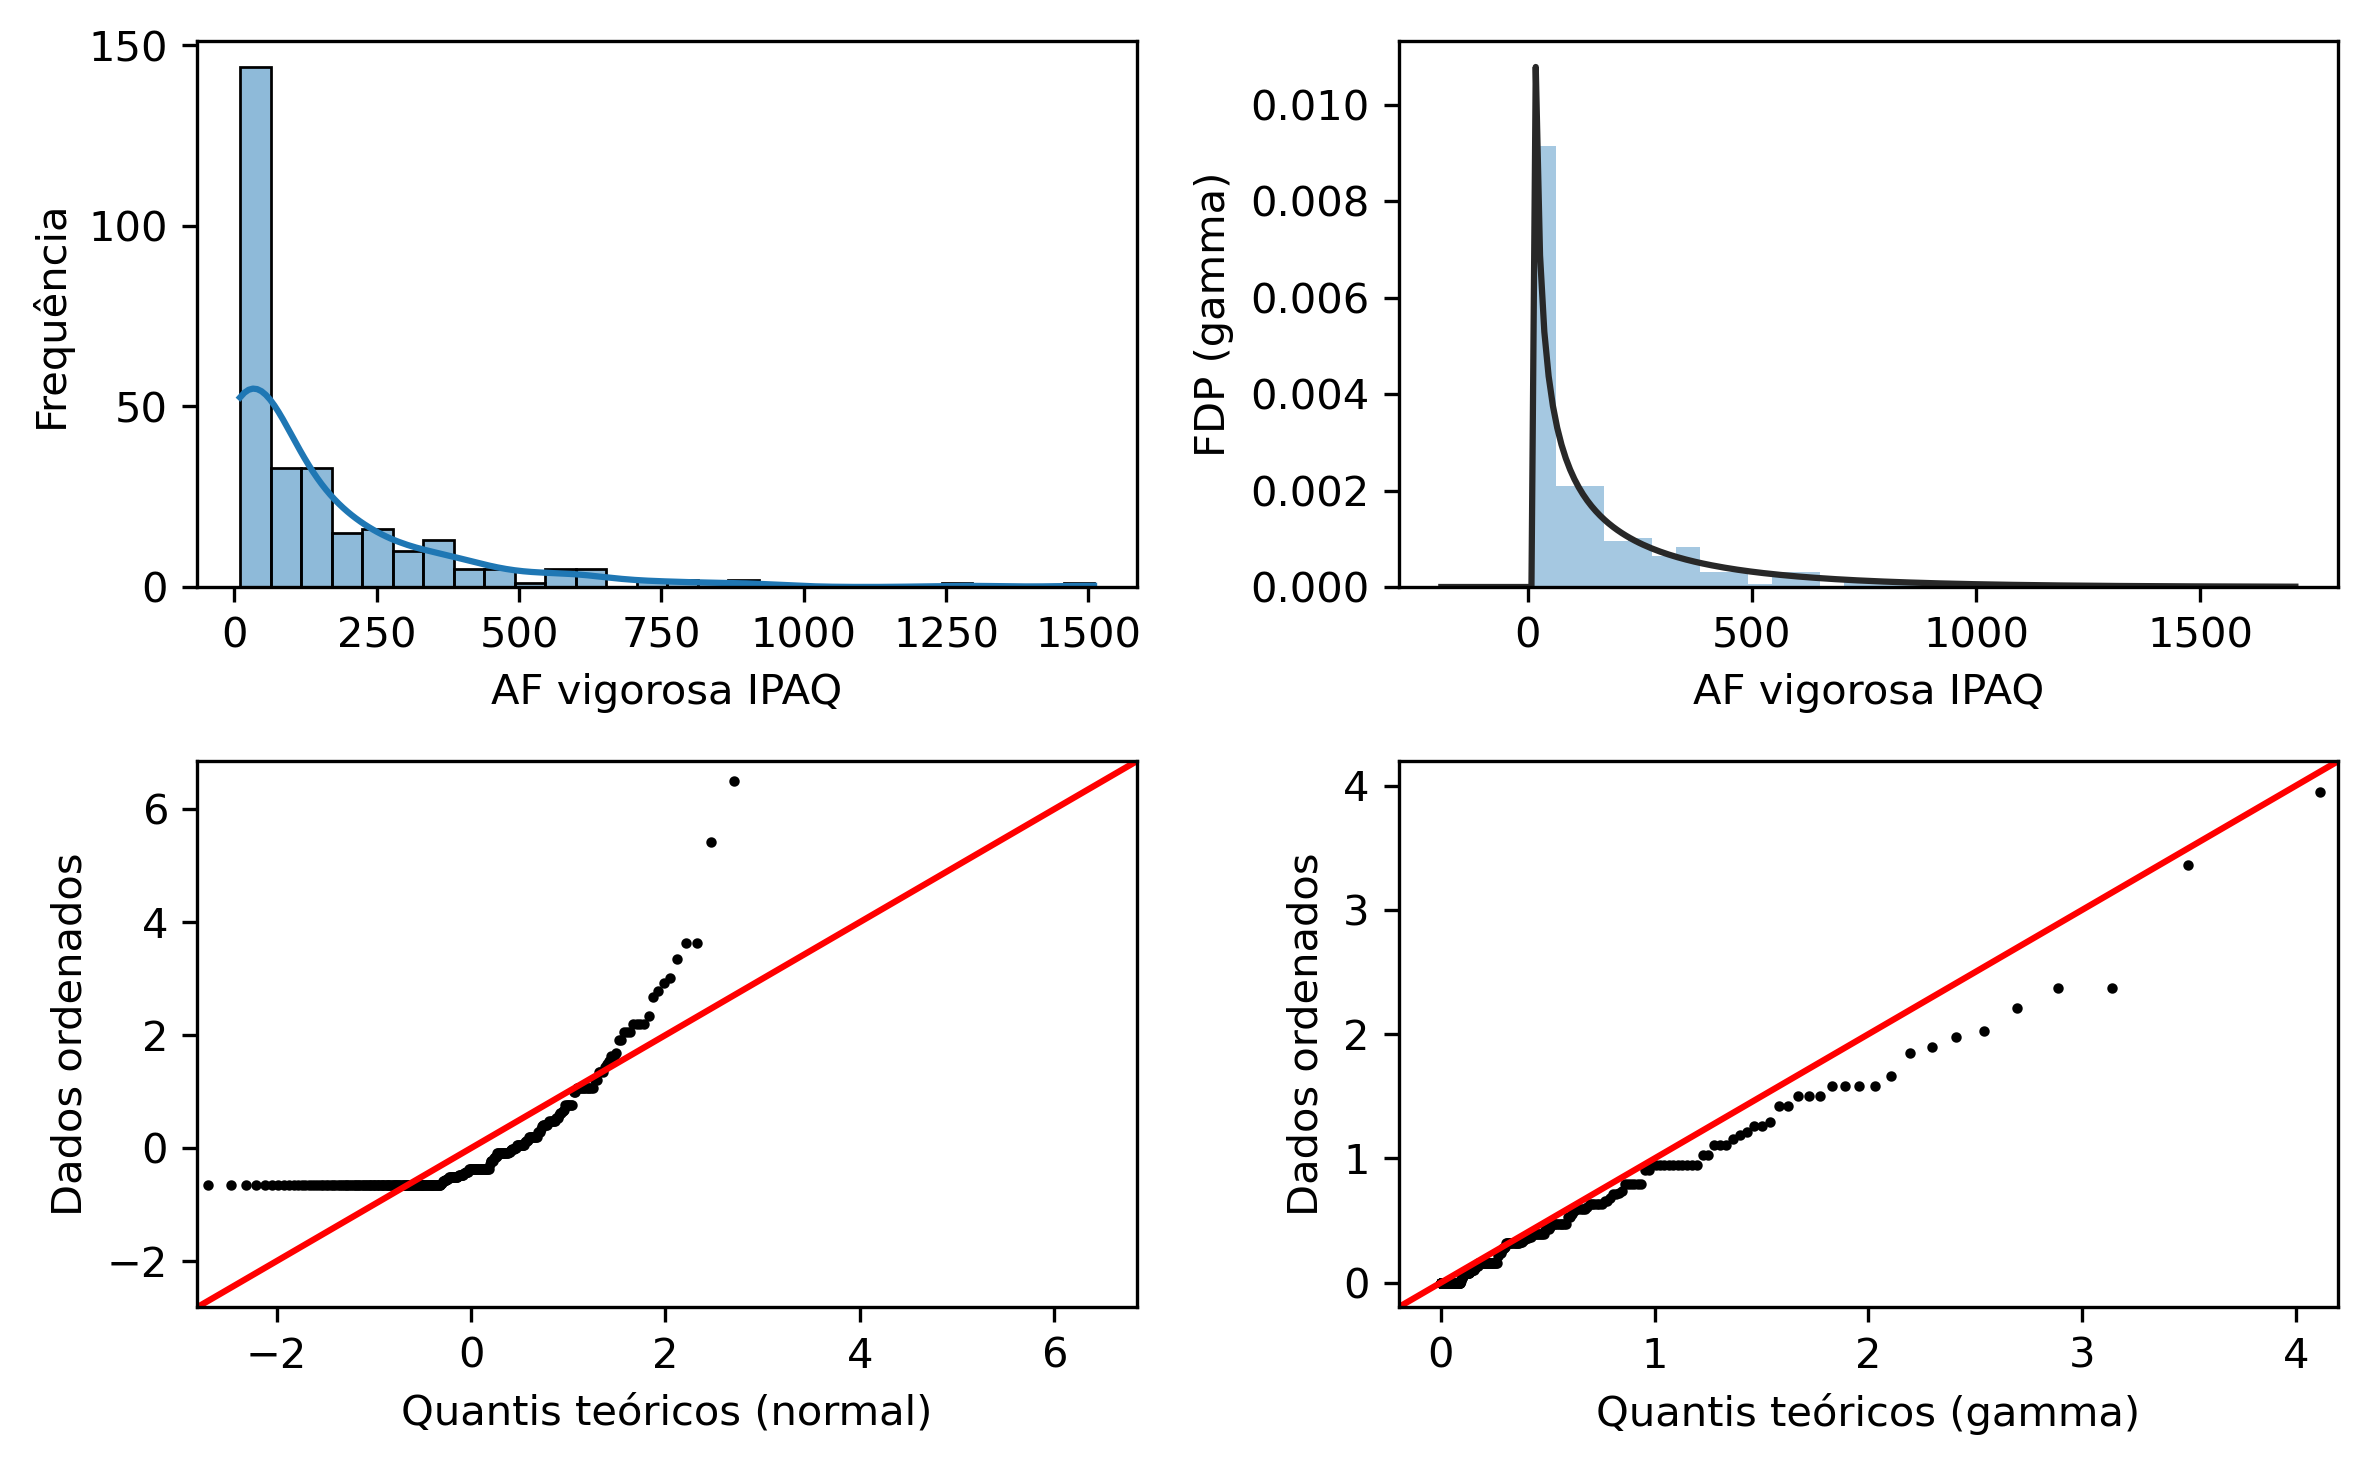 150
100
50
0
Frequência
0 250 500 750 1000 1250 1500
AF vigorosa IPAQ
0.010
0.008
0.006
0.004
0.002
0.000
FDP (gamma)
0 500 1000 1500
AF vigorosa IPAQ
6
4
2
0
−2
Dados ordenados
−2 0 2 4 6
Quantis teóricos (normal)
4
3
2
1
0
Dados ordenados
0 1 2 3 4
Quantis teóricos (gamma)